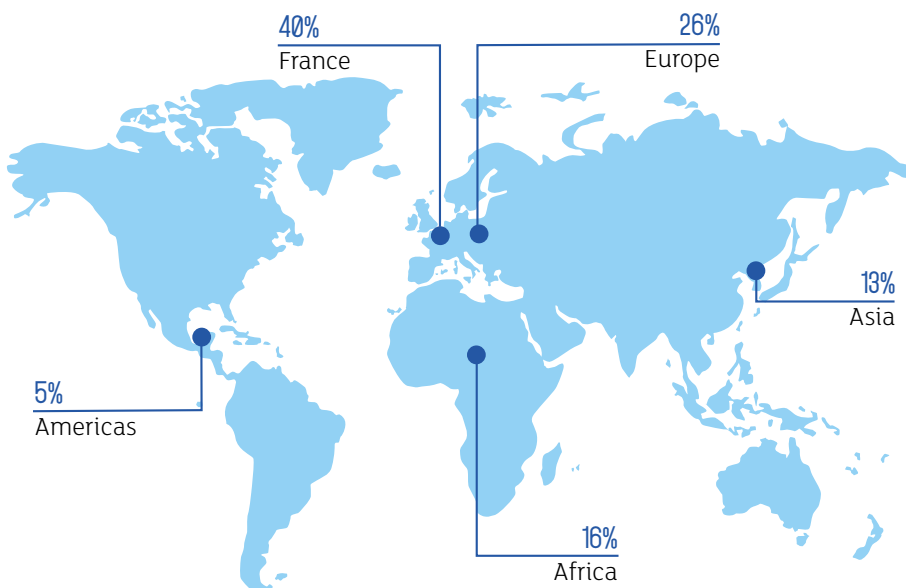 40%
France
26%
Europe
13%
Asia
5%
Americas
16%
Africa